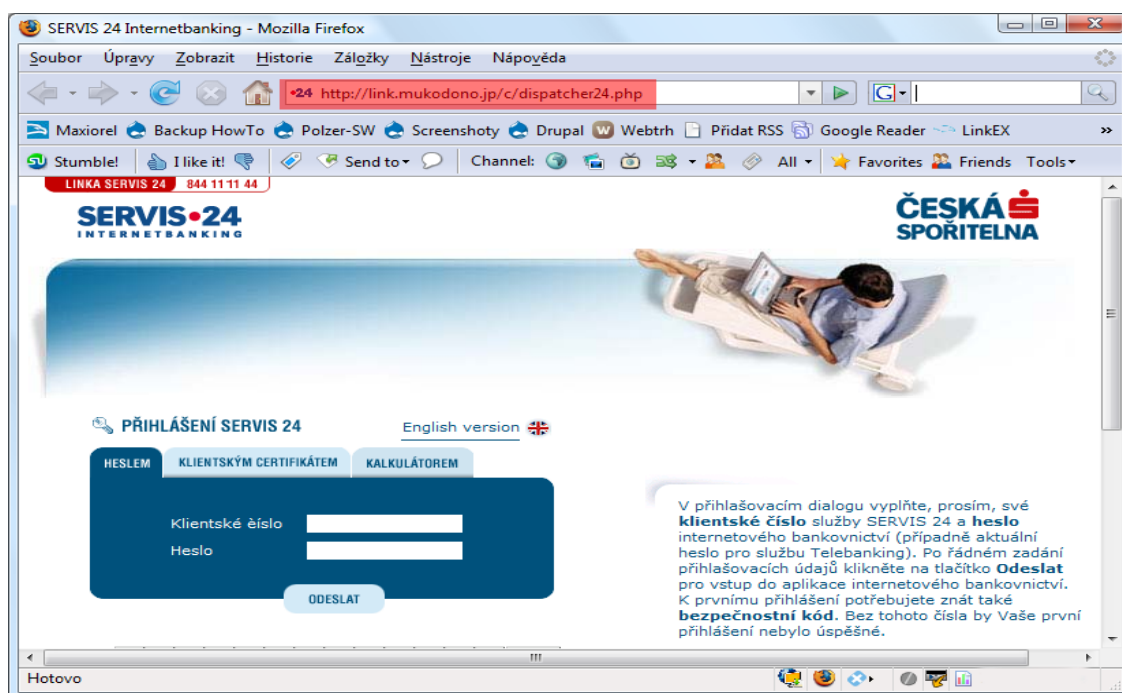 SERVIS 24 Internetbanking - Mozilla Firefox
Soubor Úpravy Zobrazit Historie Záložky Nástroje Nápověda
•24 http://link.mukodono.jp/c/dispatcher24.php G
Maxiorel Backup HowTo Polzer-SW Screenshoty Drupal W Webtrh Přidat RSS Google Reader LinkEX »
Stumble! I like it! Send to Channel: All Favorites Friends Tools
LINKA SERVIS 24 844 11 11 44
SERVIS•24
INTERNETBANKING
ČESKÁ
SPOŘITELNA
PŘIHLÁŠENÍ SERVIS 24 English version
HESLEM KLIENTSKÝM CERTIFIKÁTEM KALKULÁTOREM
Klientské èíslo
Heslo
ODESLAT
V přihlašovacím dialogu vyplňte, prosím, své
klientské číslo služby SERVIS 24 a heslo
internetového bankovnictví (případně aktuální
heslo pro službu Telebanking). Po řádném zadání
přihlašovacích údajů klikněte na tlačítko Odeslat
pro vstup do aplikace internetového bankovnictví.
K prvnímu přihlášení potřebujete znát také
bezpečnostní kód. Bez tohoto čísla by Vaše první
přihlášení nebylo úspěšné.
Hotovo